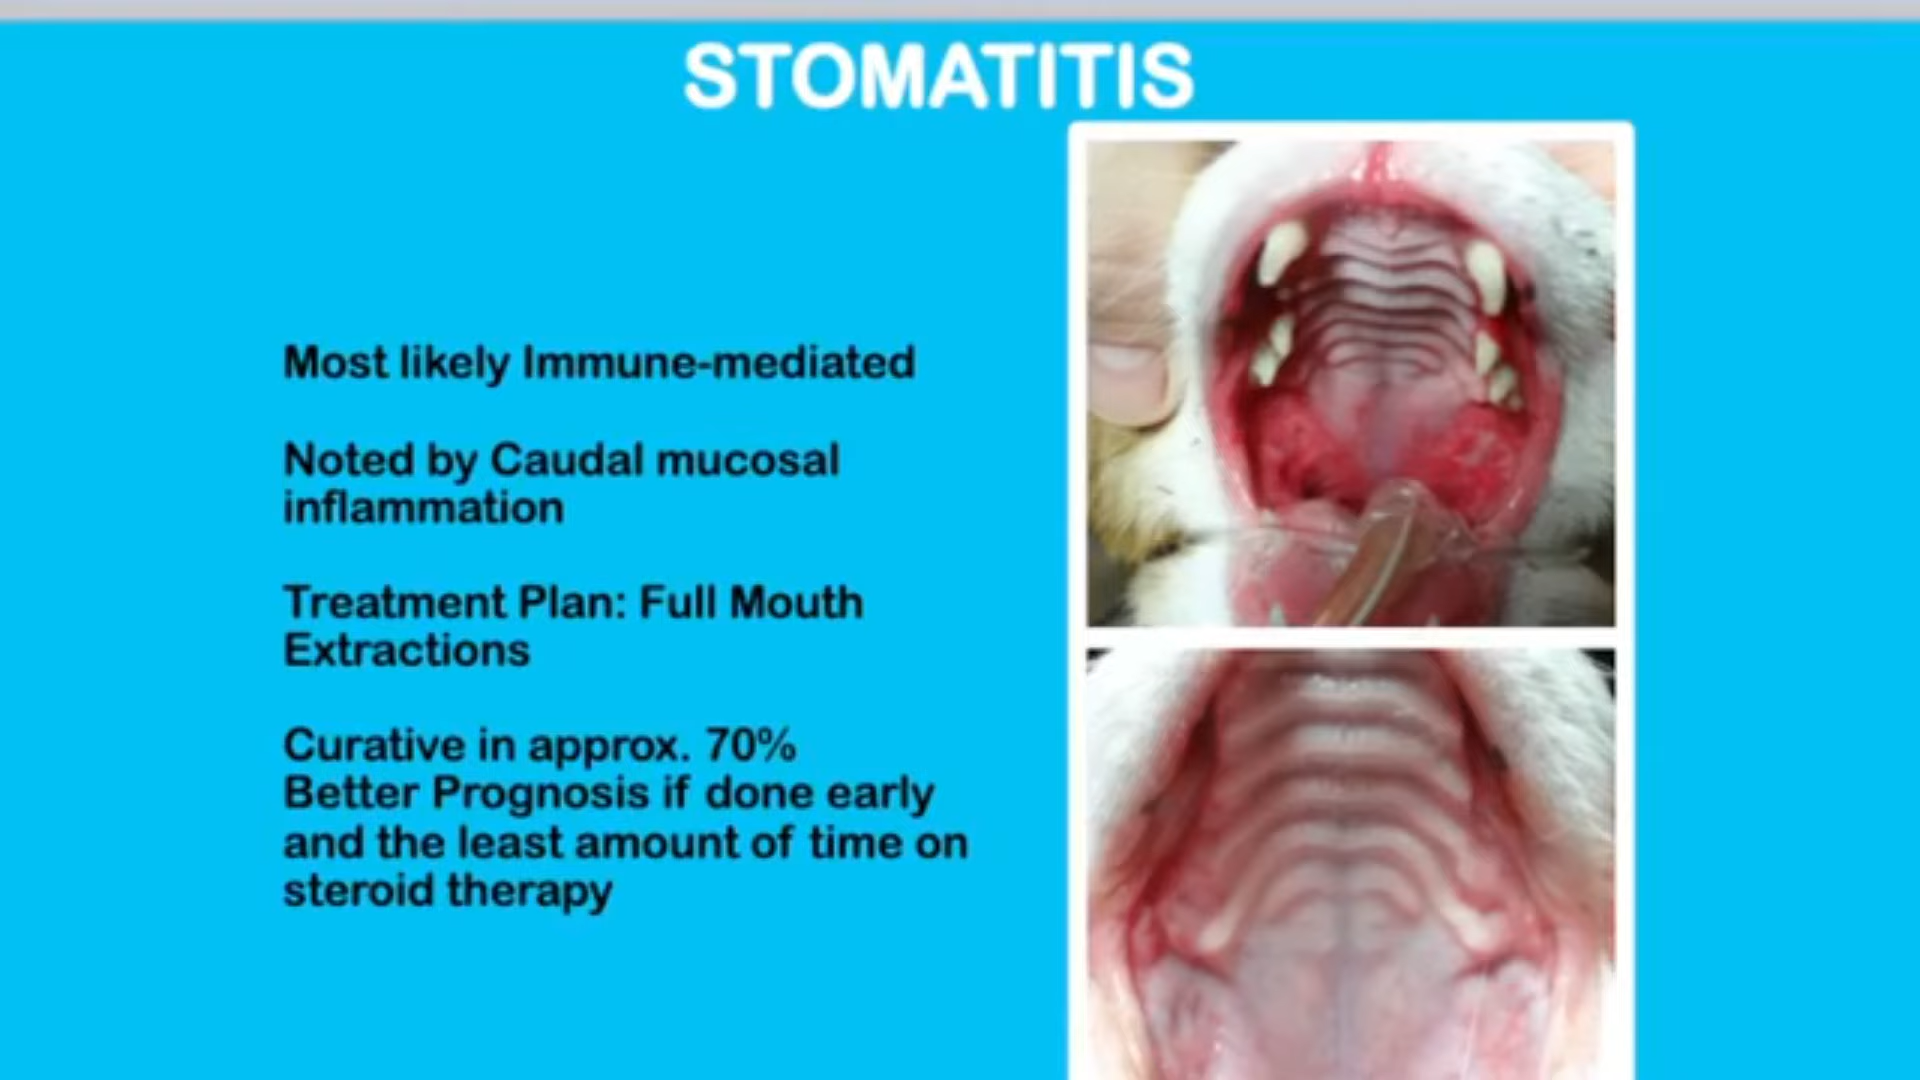 STOMATITIS
Most likely Immune-mediated
Noted by Caudal mucosal
inflammation
Treatment Plan: Full Mouth
Extractions
Curative in approx. 70%
Better Prognosis if done early
and the least amount of time on
steroid therapy